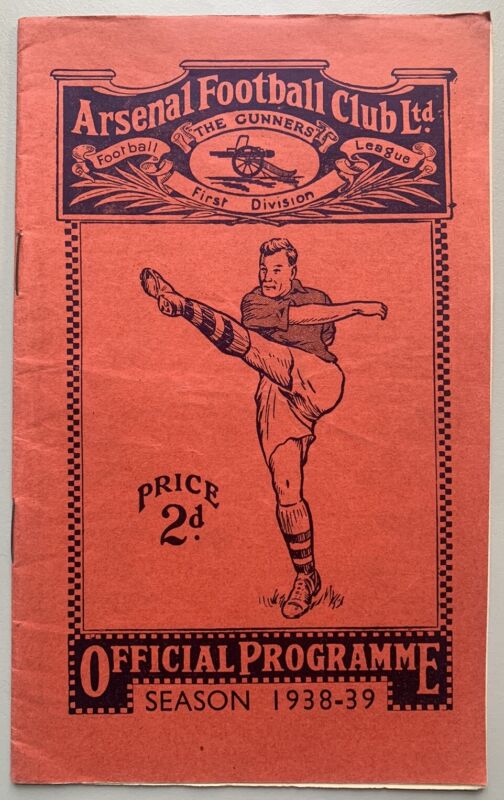 Arsenal Football Club Ltd.
THE GUNNERS
Football League
First Division
PRICE
2d.
OFFICIAL PROGRAMME
SEASON 1938-39